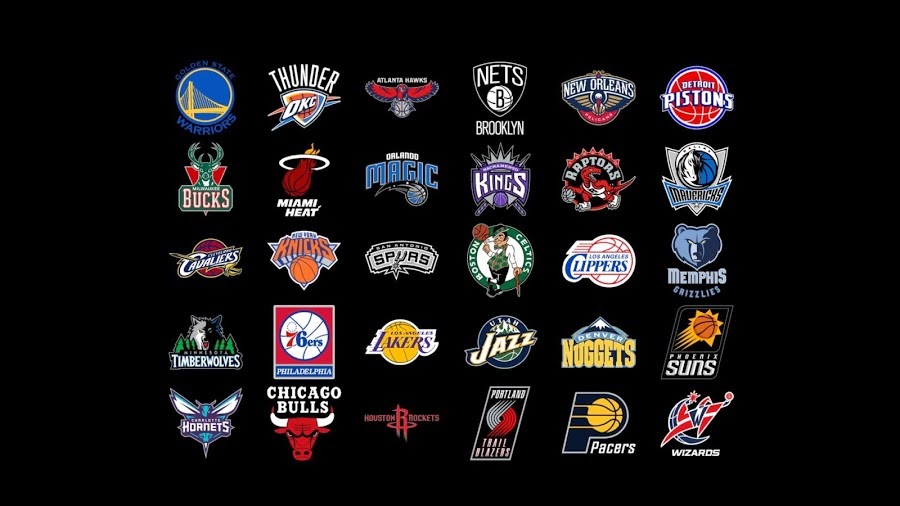 GOLDEN STATE
WARRIORS
THUNDER
OKC
ATLANTA HAWKS
NETS
B
BROOKLYN
NEW ORLEANS
PELICANS
DETROIT
PISTONS
MILWAUKEE
BUCKS
MIAMI
HEAT
ORLANDO
MAGIC
SACRAMENTO
KINGS
RAPTORS
MAVERICKS
CAVALIERS
NEW YORK
KNICKS
SAN ANTONIO
SPURS
BOSTON
CELTICS
LOS ANGELES
CLIPPERS
MEMPHIS
GRIZZLIES
MINNESOTA
TIMBERWOLVES
76ers
PHILADELPHIA
LOS ANGELES
LAKERS
UTAH
JAZZ
DENVER
NUGGETS
PHOENIX
SUNS
CHARLOTTE
HORNETS
CHICAGO
BULLS
HOUSTON R ROCKETS
PORTLAND
TRAIL
BLAZERS
P
Pacers
W
WIZARDS